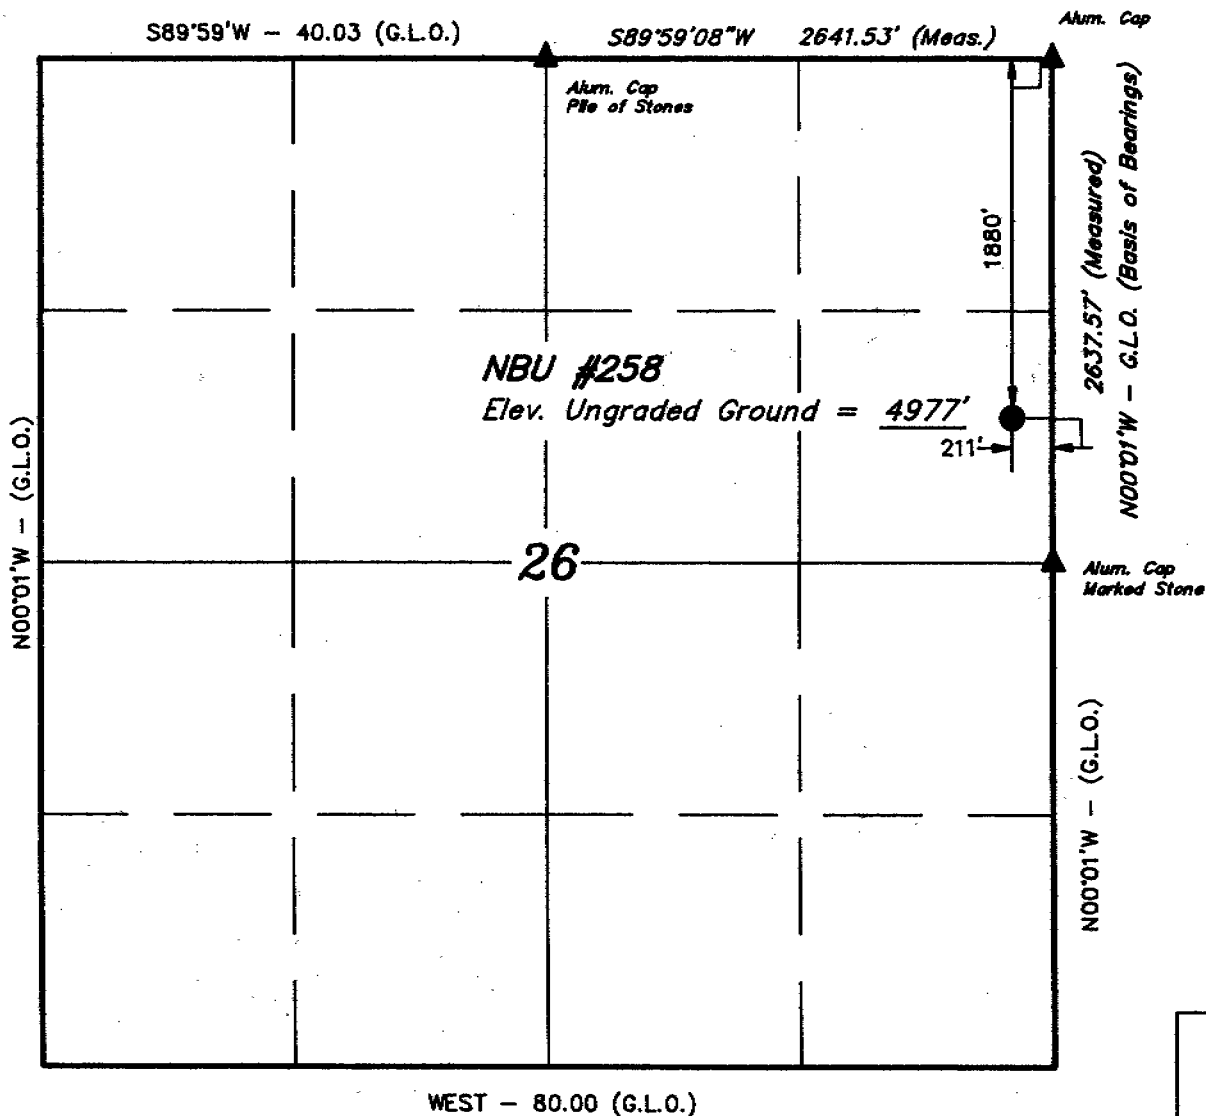 S89°59'W - 40.03 (G.L.O.)
S89°59'08"W 2641.53' (Meas.)
Alum. Cap
Alum. Cap
Pile of Stones
1880'
2637.57' (Measured)
N00°01'W - G.L.O. (Basis of Bearings)
NBU #258
Elev. Ungraded Ground = 4977'
211'
N00°01'W - (G.L.O.)
26
Alum. Cap
Marked Stone
N00°01'W - (G.L.O.)
WEST - 80.00 (G.L.O.)